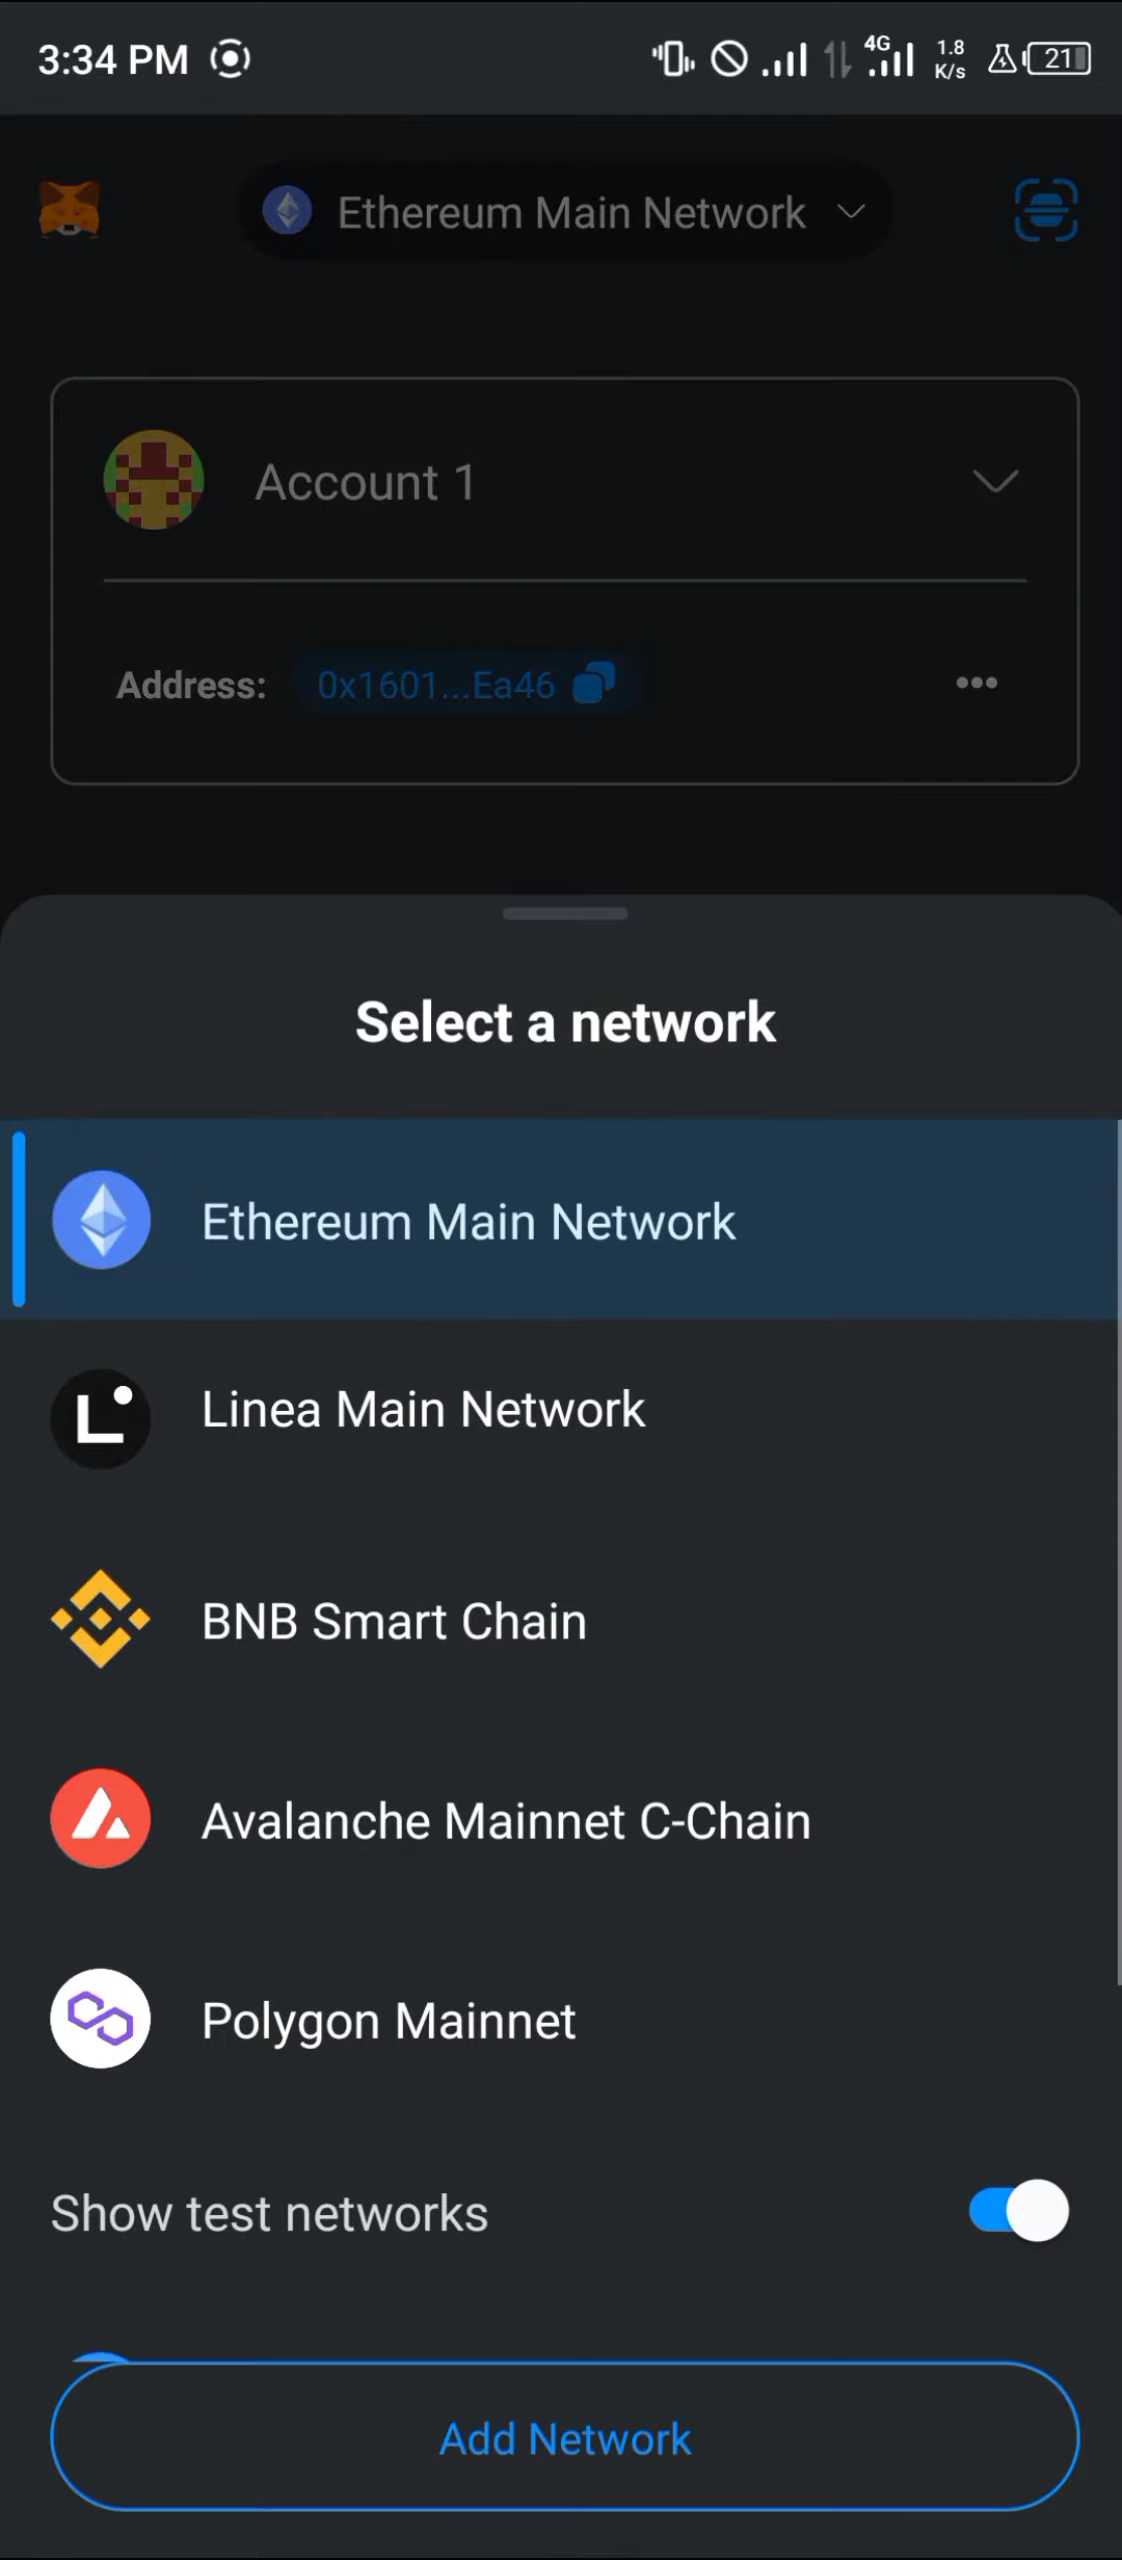 3:34 PM
4G
1.8
K/s
21
Ethereum Main Network
Account 1
Address: 0x1601...Ea46
Select a network
Ethereum Main Network
Linea Main Network
BNB Smart Chain
Avalanche Mainnet C-Chain
Polygon Mainnet
Show test networks
Add Network